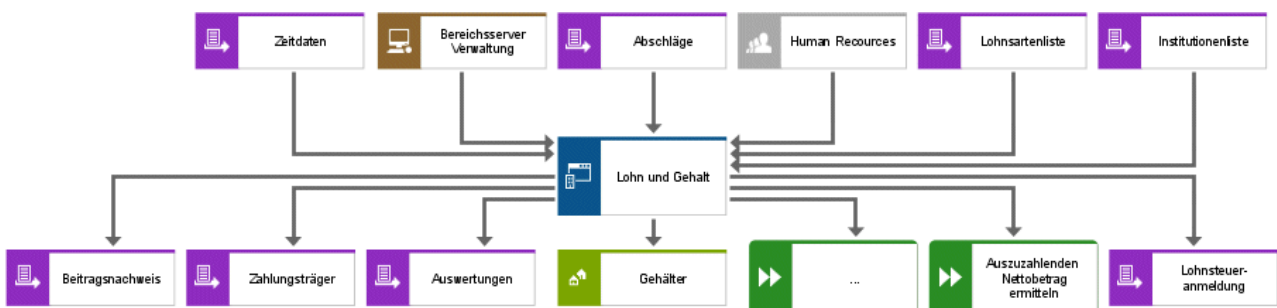 Zeitdaten
Bereichsserver
Verwaltung
Abschläge
Human Recources
Lohnsartenliste
Institutionenliste
Lohn und Gehalt
Beitragsnachweis
Zahlungsträger
Auswertungen
Gehälter
...
Auszuzahlenden
Nettobetrag
ermitteln
Lohnsteuer-
anmeldung